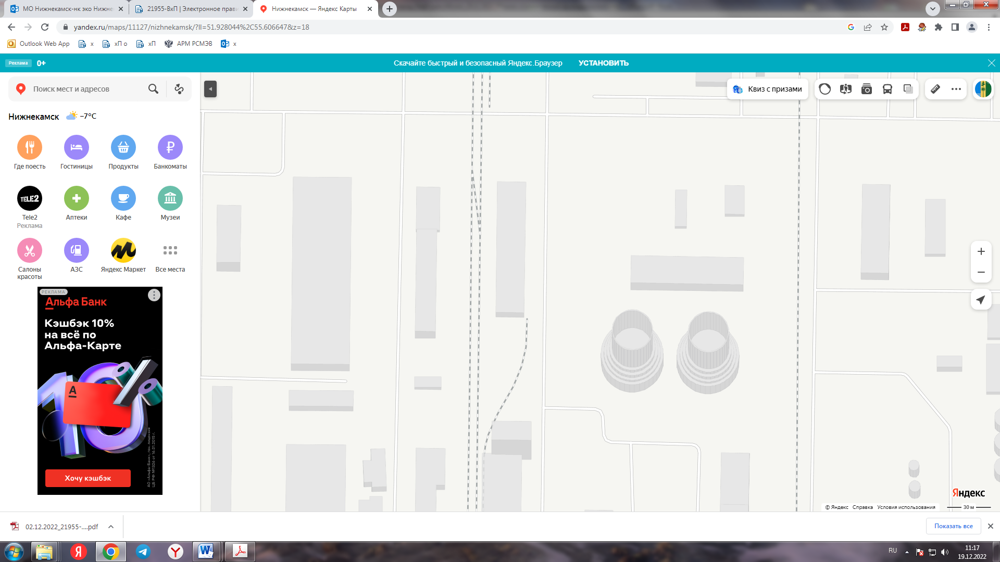 МО Нижнекамск-нк эко Нижне
21955-ВхП | Электронное прави
Нижнекамск — Яндекс Карты
yandex.ru/maps/11127/nizhnekamsk/?ll=51.928044%2C55.606647&z=18
Outlook Web App
х
хП о
хП
АРМ РСМЭВ
х
Реклама
0+
Скачайте быстрый и безопасный Яндекс.Браузер
УСТАНОВИТЬ
Поиск мест и адресов
Квиз с призами
Нижнекамск
−7°C
Где поесть
Гостиницы
Продукты
Банкоматы
TELE2
Tele2
Реклама
Аптеки
Кафе
Музеи
Салоны
красоты
АЗС
Яндекс Маркет
Все места
РЕКЛАМА
Альфа Банк
Кэшбэк 10%
на всё по
Альфа-Карте
А
Хочу кэшбэк
АО «Альфа-Банк», ген. лицензия
ЦБ РФ №1326 от 16.01.2015 г.
Яндекс
© Яндекс Справка Условия использования
30 м
02.12.2022_21955-....pdf
Показать все
RU
11:17
19.12.2022